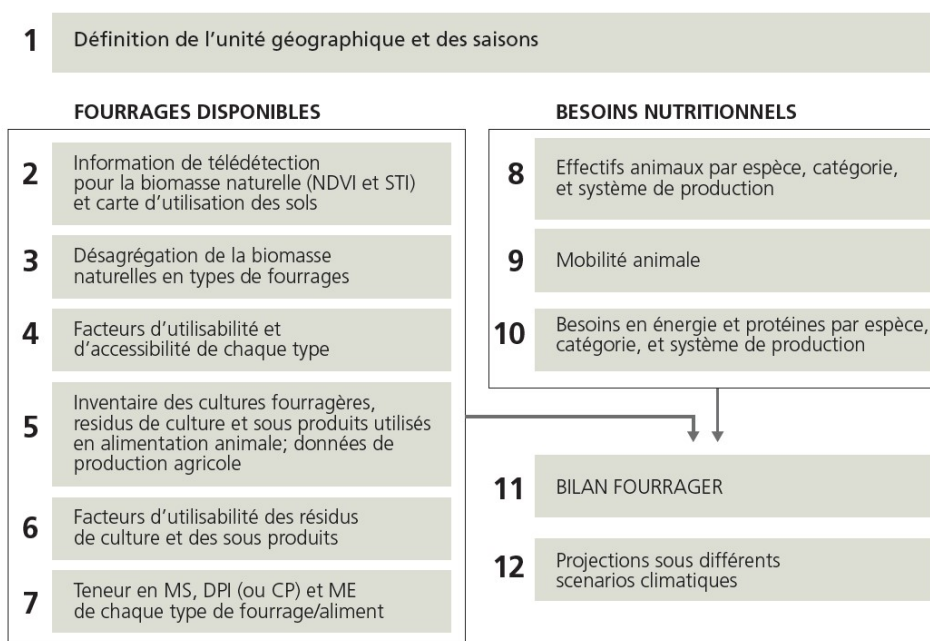 1 Définition de l'unité géographique et des saisons
FOURRAGES DISPONIBLES
2 Information de télédétection
pour la biomasse naturelle (NDVI et STI)
et carte d'utilisation des sols
3 Désagrégation de la biomasse
naturelles en types de fourrages
4 Facteurs d'utilisabilité et
d'accessibilité de chaque type
5 Inventaire des cultures fourragères,
residus de culture et sous produits utilisés
en alimentation animale; données de
production agricole
6 Facteurs d'utilisabilité des résidus
de culture et des sous produits
7 Teneur en MS, DPI (ou CP) et ME
de chaque type de fourrage/aliment
BESOINS NUTRITIONNELS
8 Effectifs animaux par espèce, catégorie,
et système de production
9 Mobilité animale
10 Besoins en énergie et protéines par espèce,
catégorie, et système de production
11 BILAN FOURRAGER
12 Projections sous différents
scenarios climatiques